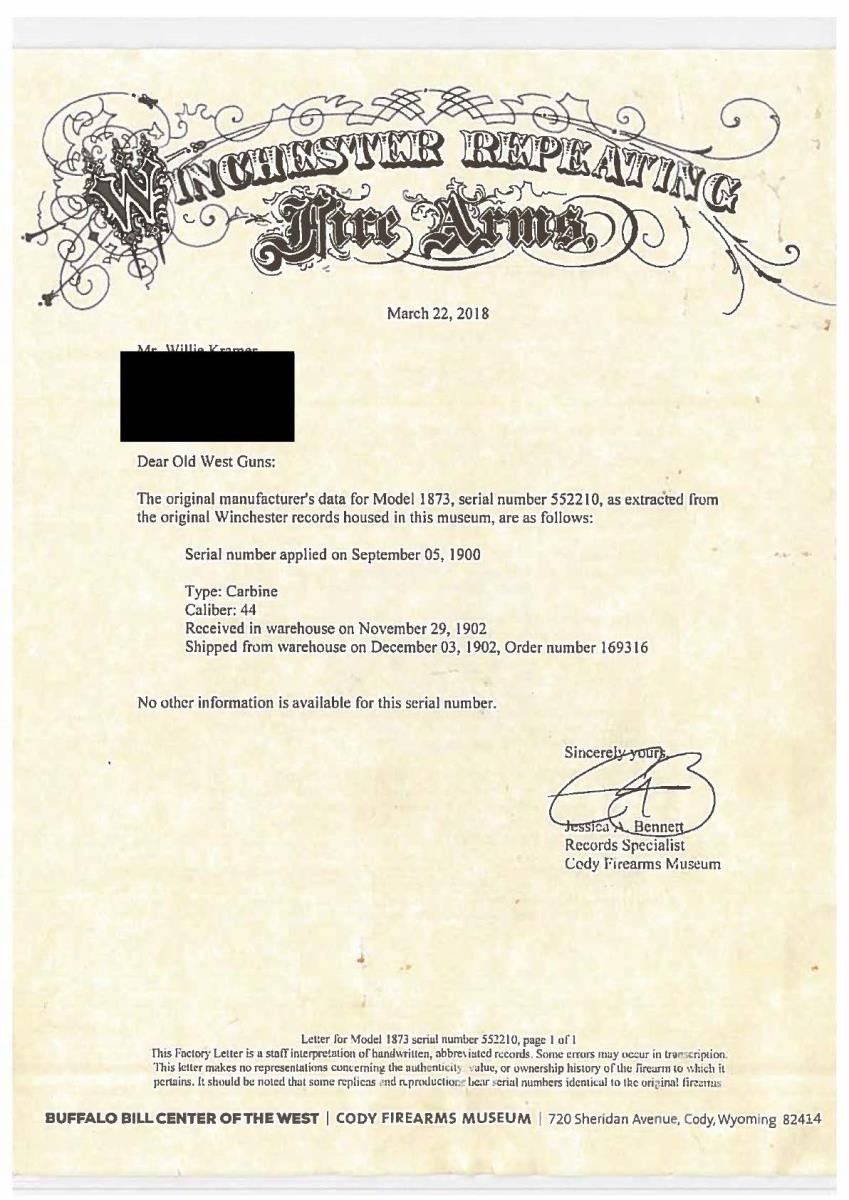 WINCHESTER REPEATING
Fire Arms.
March 22, 2018
Mr. Willie Kramer
Dear Old West Guns:
The original manufacturer's data for Model 1873, serial number 552210, as extracted from
the original Winchester records housed in this museum, are as follows:
Serial number applied on September 05, 1900
Type: Carbine
Caliber: 44
Received in warehouse on November 29, 1902
Shipped from warehouse on December 03, 1902, Order number 169316
No other information is available for this serial number.
Sincerely yours,
Jessica A. Bennett
Records Specialist
Cody Firearms Museum
Letter for Model 1873 serial number 552210, page 1 of 1
This Factory Letter is a staff interpretation of handwritten, abbreviated records. Some errors may occur in transcription.
This letter makes no representations concerning the authenticity, value, or ownership history of the firearm to which it
pertains. It should be noted that some replicas and reproductions bear serial numbers identical to the original firearms
BUFFALO BILL CENTER OF THE WEST | CODY FIREARMS MUSEUM | 720 Sheridan Avenue, Cody, Wyoming 82414